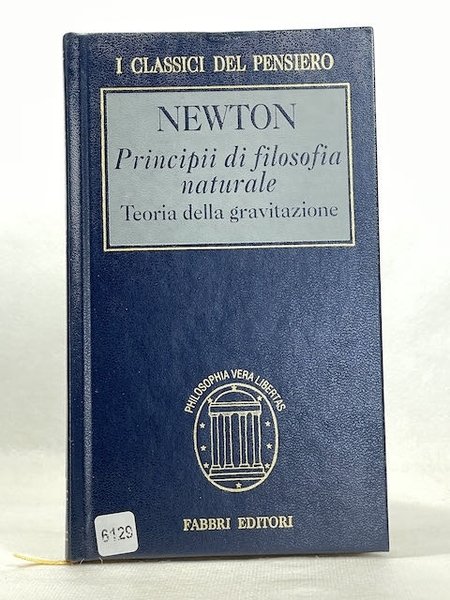 I CLASSICI DEL PENSIERO
NEWTON
Principii di filosofia
naturale
Teoria della gravitazione
PHILOSOPHIA VERA LIBERTAS
FABBRI EDITORI
6129